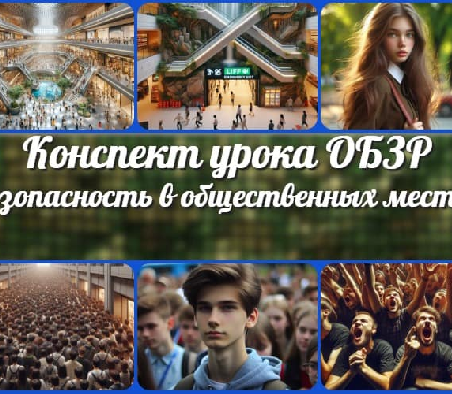 Конспект урока ОБЗР
зопасность в общественных мест